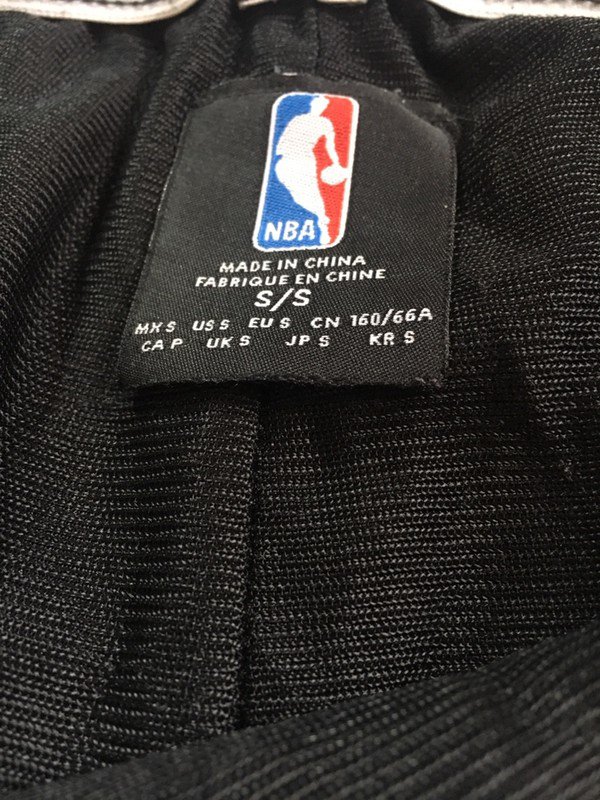 NBA
MADE IN CHINA
FABRIQUE EN CHINE
S/S
MX S US S EU S CN 160/66A
CA P UK S JP S KR S